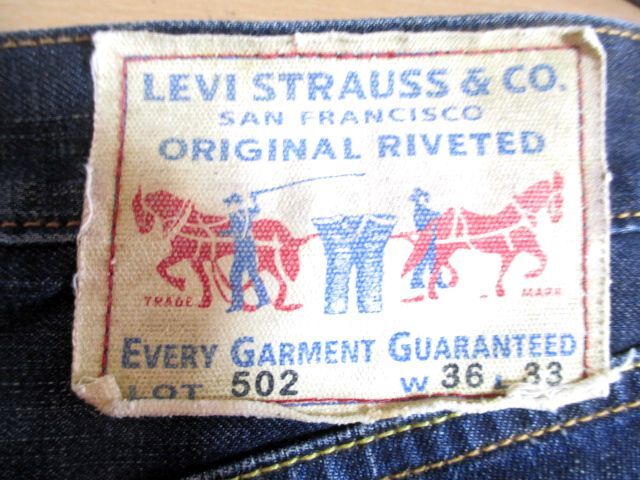 LEVI STRAUSS & CO.
SAN FRANCISCO
ORIGINAL RIVETED
TRADE MARK
EVERY GARMENT GUARANTEED
LOT 502 W 36 L 33